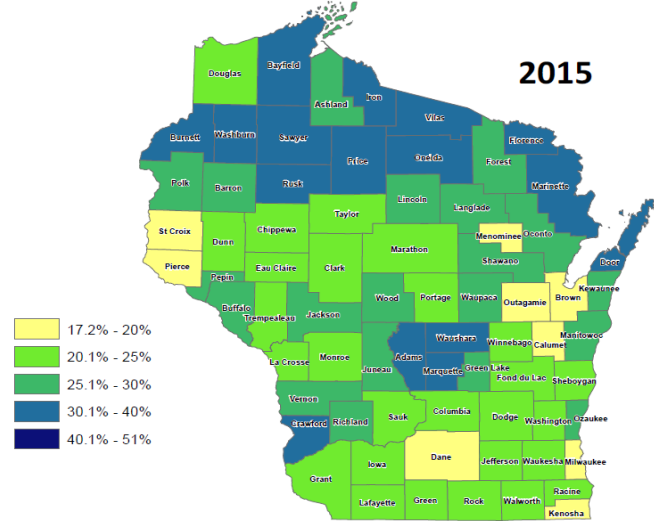 2015
Douglas
Bayfield
Ashland
Iron
Vilas
Florence
Burnett
Washburn
Sawyer
Price
Oneida
Forest
Marinette
Polk
Barron
Rusk
Lincoln
Langlade
Oconto
Taylor
St Croix
Dunn
Chippewa
Menominee
Marathon
Shawano
Pierce
Eau Claire
Clark
Door
Pepin
Kewaunee
Buffalo
Trempealeau
Jackson
Wood
Portage
Waupaca
Outagamie
Brown
17.2% - 20%
20.1% - 25%
25.1% - 30%
30.1% - 40%
40.1% - 51%
Waushara
Winnebago
Calumet
Manitowoc
La Crosse
Monroe
Juneau
Adams
Marquette
Green Lake
Fond du Lac
Sheboygan
Vernon
Crawford
Richland
Sauk
Columbia
Dodge
Washington
Ozaukee
Grant
Iowa
Dane
Jefferson
Waukesha
Milwaukee
Lafayette
Green
Rock
Walworth
Racine
Kenosha